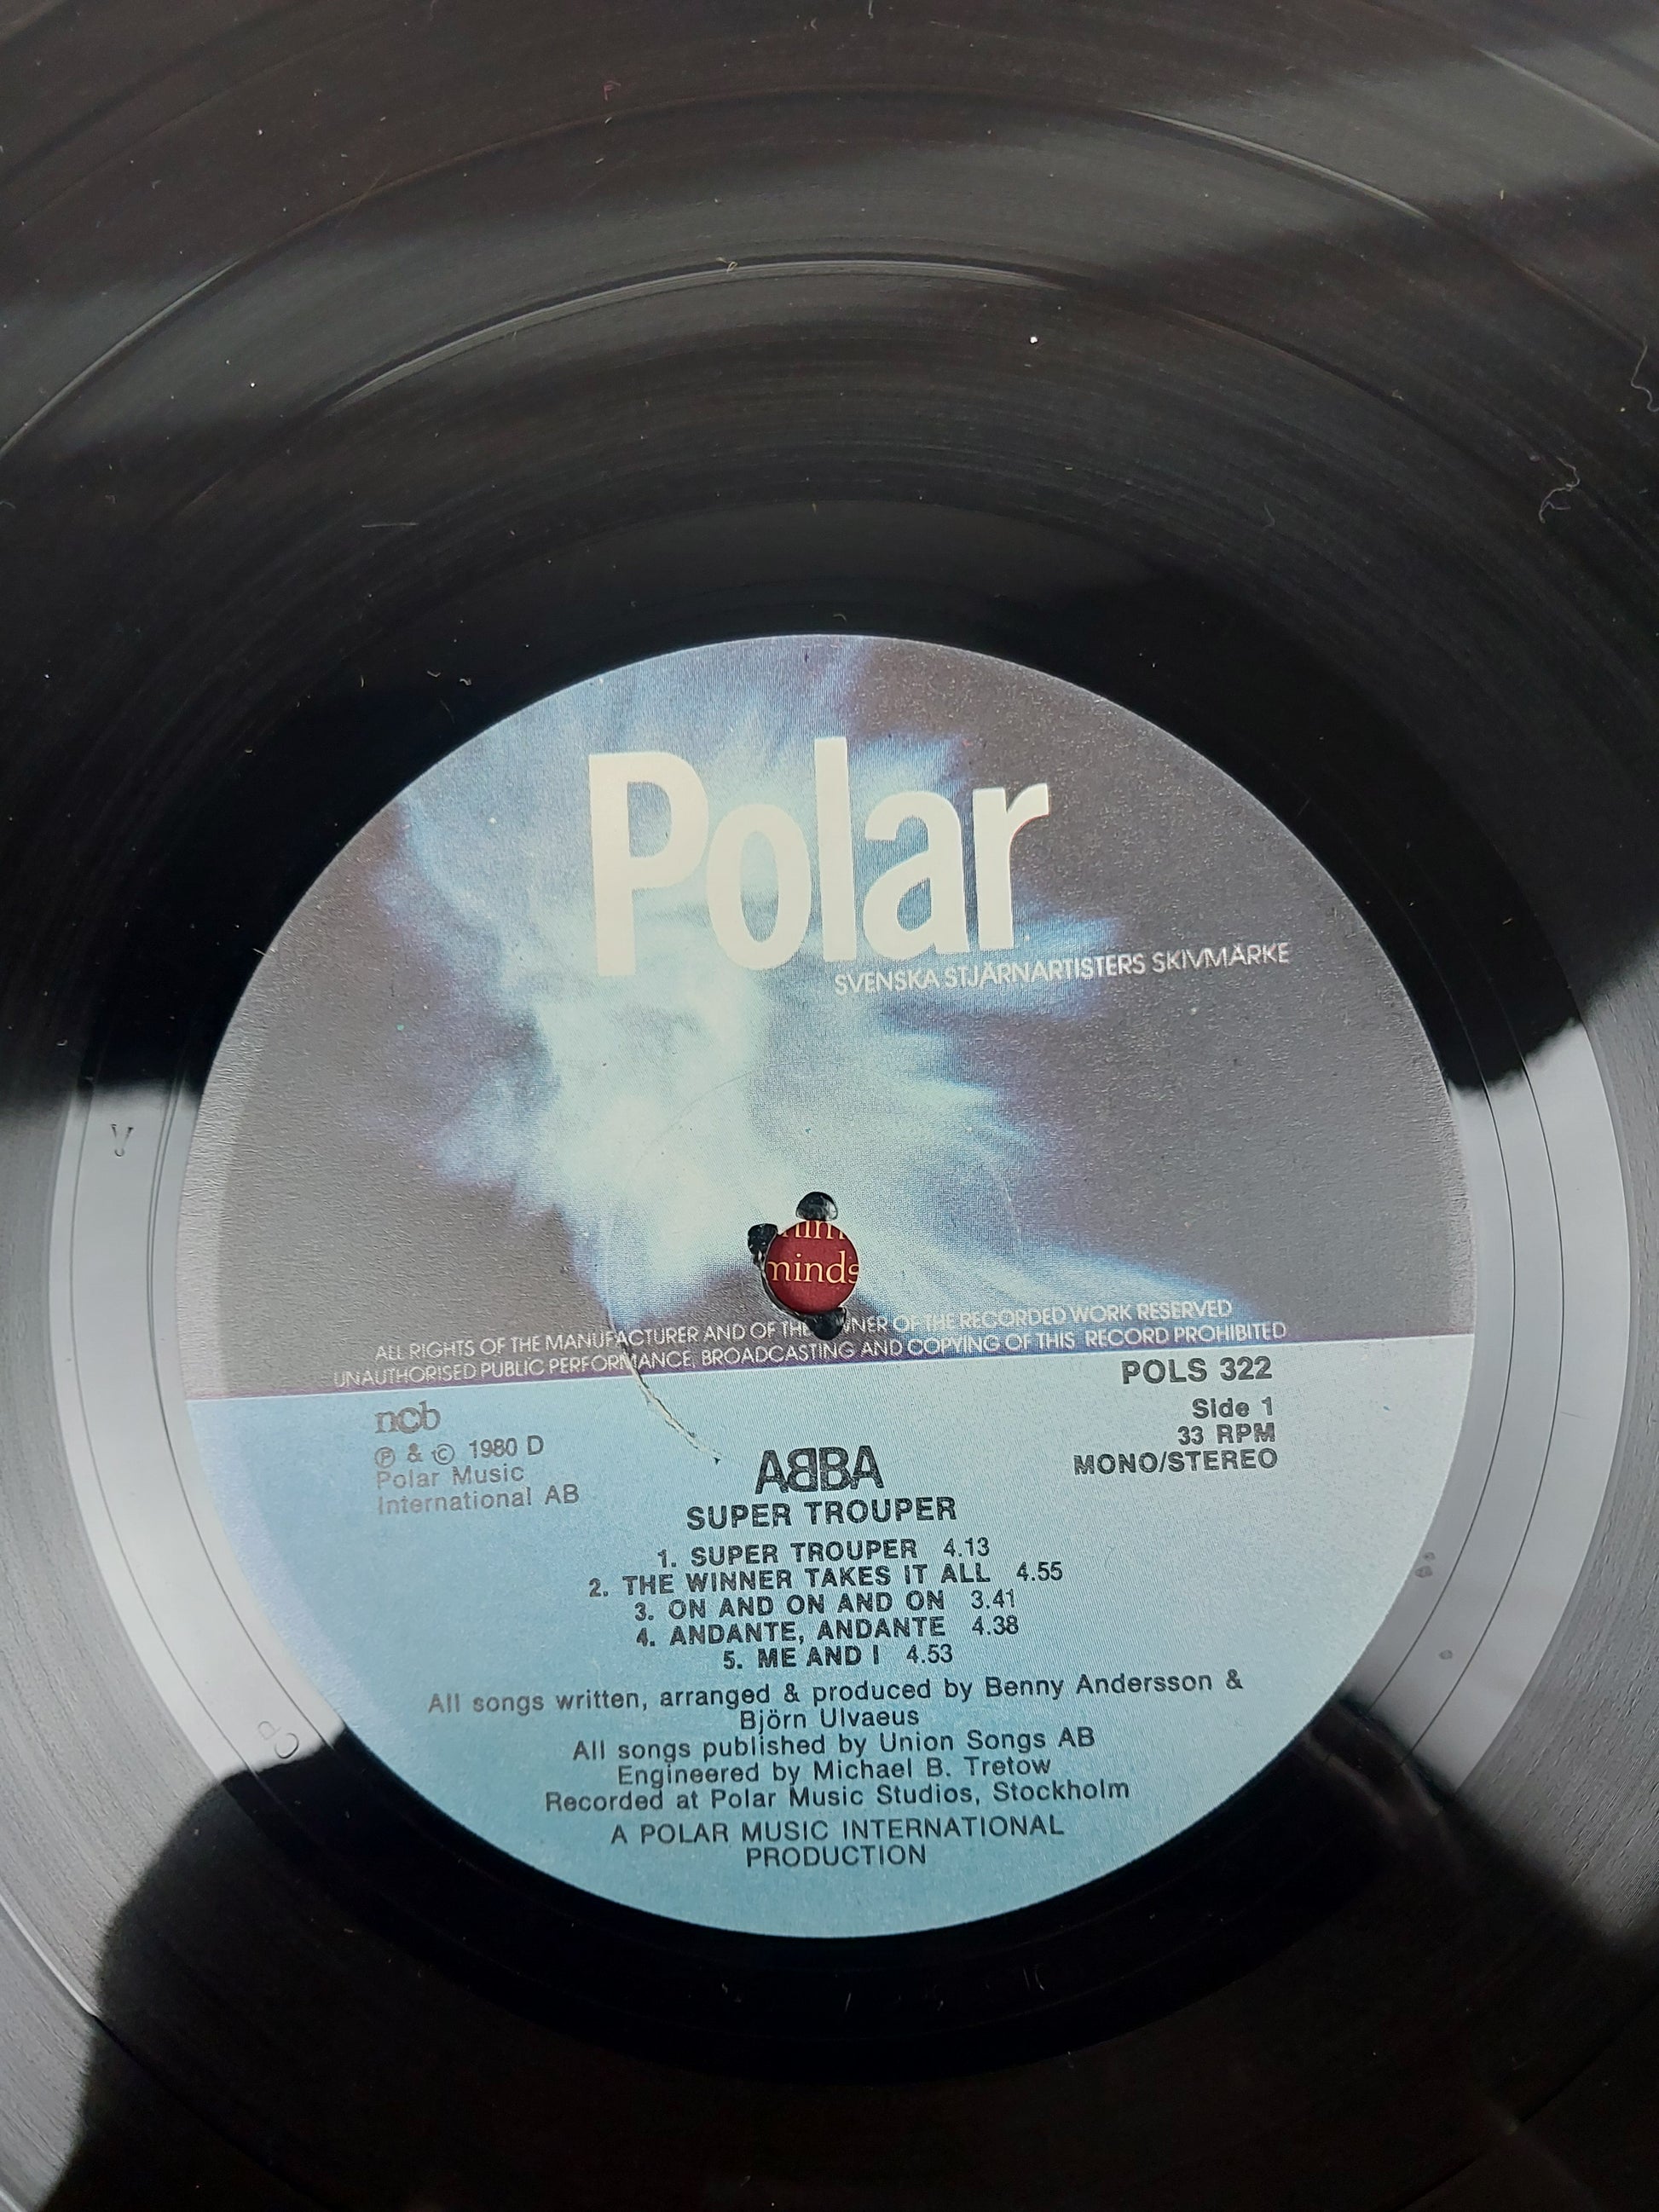 Polar
SVENSKA STJÄRNARTISTERS SKIVMÄRKE
minds
ALL RIGHTS OF THE MANUFACTURER AND OF THE OWNER OF THE RECORDED WORK RESERVED
UNAUTHORISED PUBLIC PERFORMANCE, BROADCASTING AND COPYING OF THIS RECORD PROHIBITED
POLS 322
Side 1
33 RPM
MONO/STEREO
ncb
Ⓟ & © 1980 D
Polar Music
International AB
ABBA
SUPER TROUPER
1. SUPER TROUPER 4.13
2. THE WINNER TAKES IT ALL 4.55
3. ON AND ON AND ON 3.41
4. ANDANTE, ANDANTE 4.38
5. ME AND I 4.53
All songs written, arranged & produced by Benny Andersson &
Björn Ulvaeus
All songs published by Union Songs AB
Engineered by Michael B. Tretow
Recorded at Polar Music Studios, Stockholm
A POLAR MUSIC INTERNATIONAL
PRODUCTION